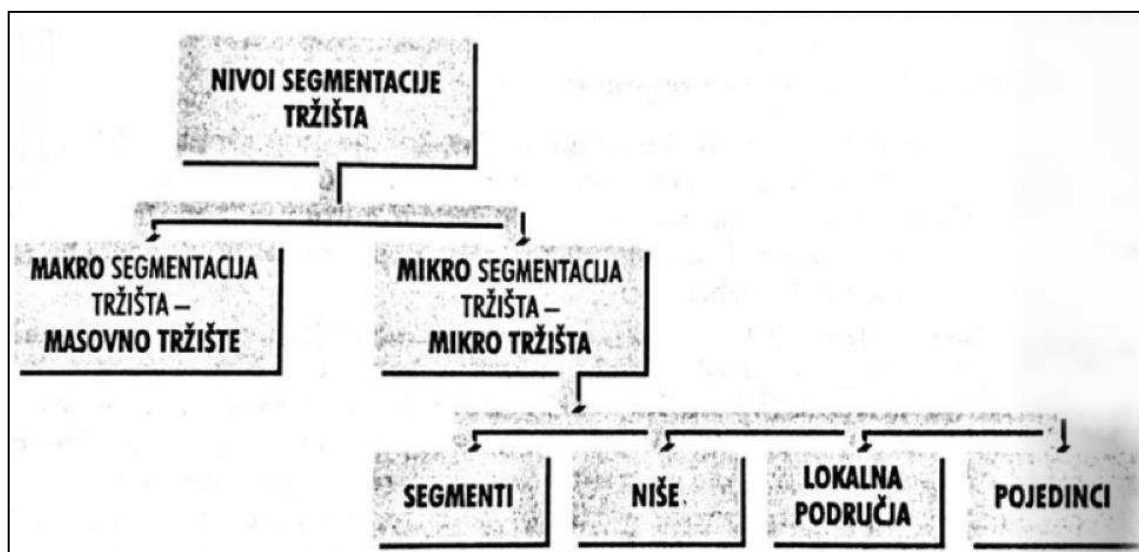 NIVOI SEGMENTACIJE
TRŽIŠTA
MAKRO SEGMENTACIJA
TRŽIŠTA –
MASOVNO TRŽIŠTE
MIKRO SEGMENTACIJA
TRŽIŠTA –
MIKRO TRŽIŠTA
SEGMENTI
NIŠE
LOKALNA
PODRUČJA
POJEDINCI